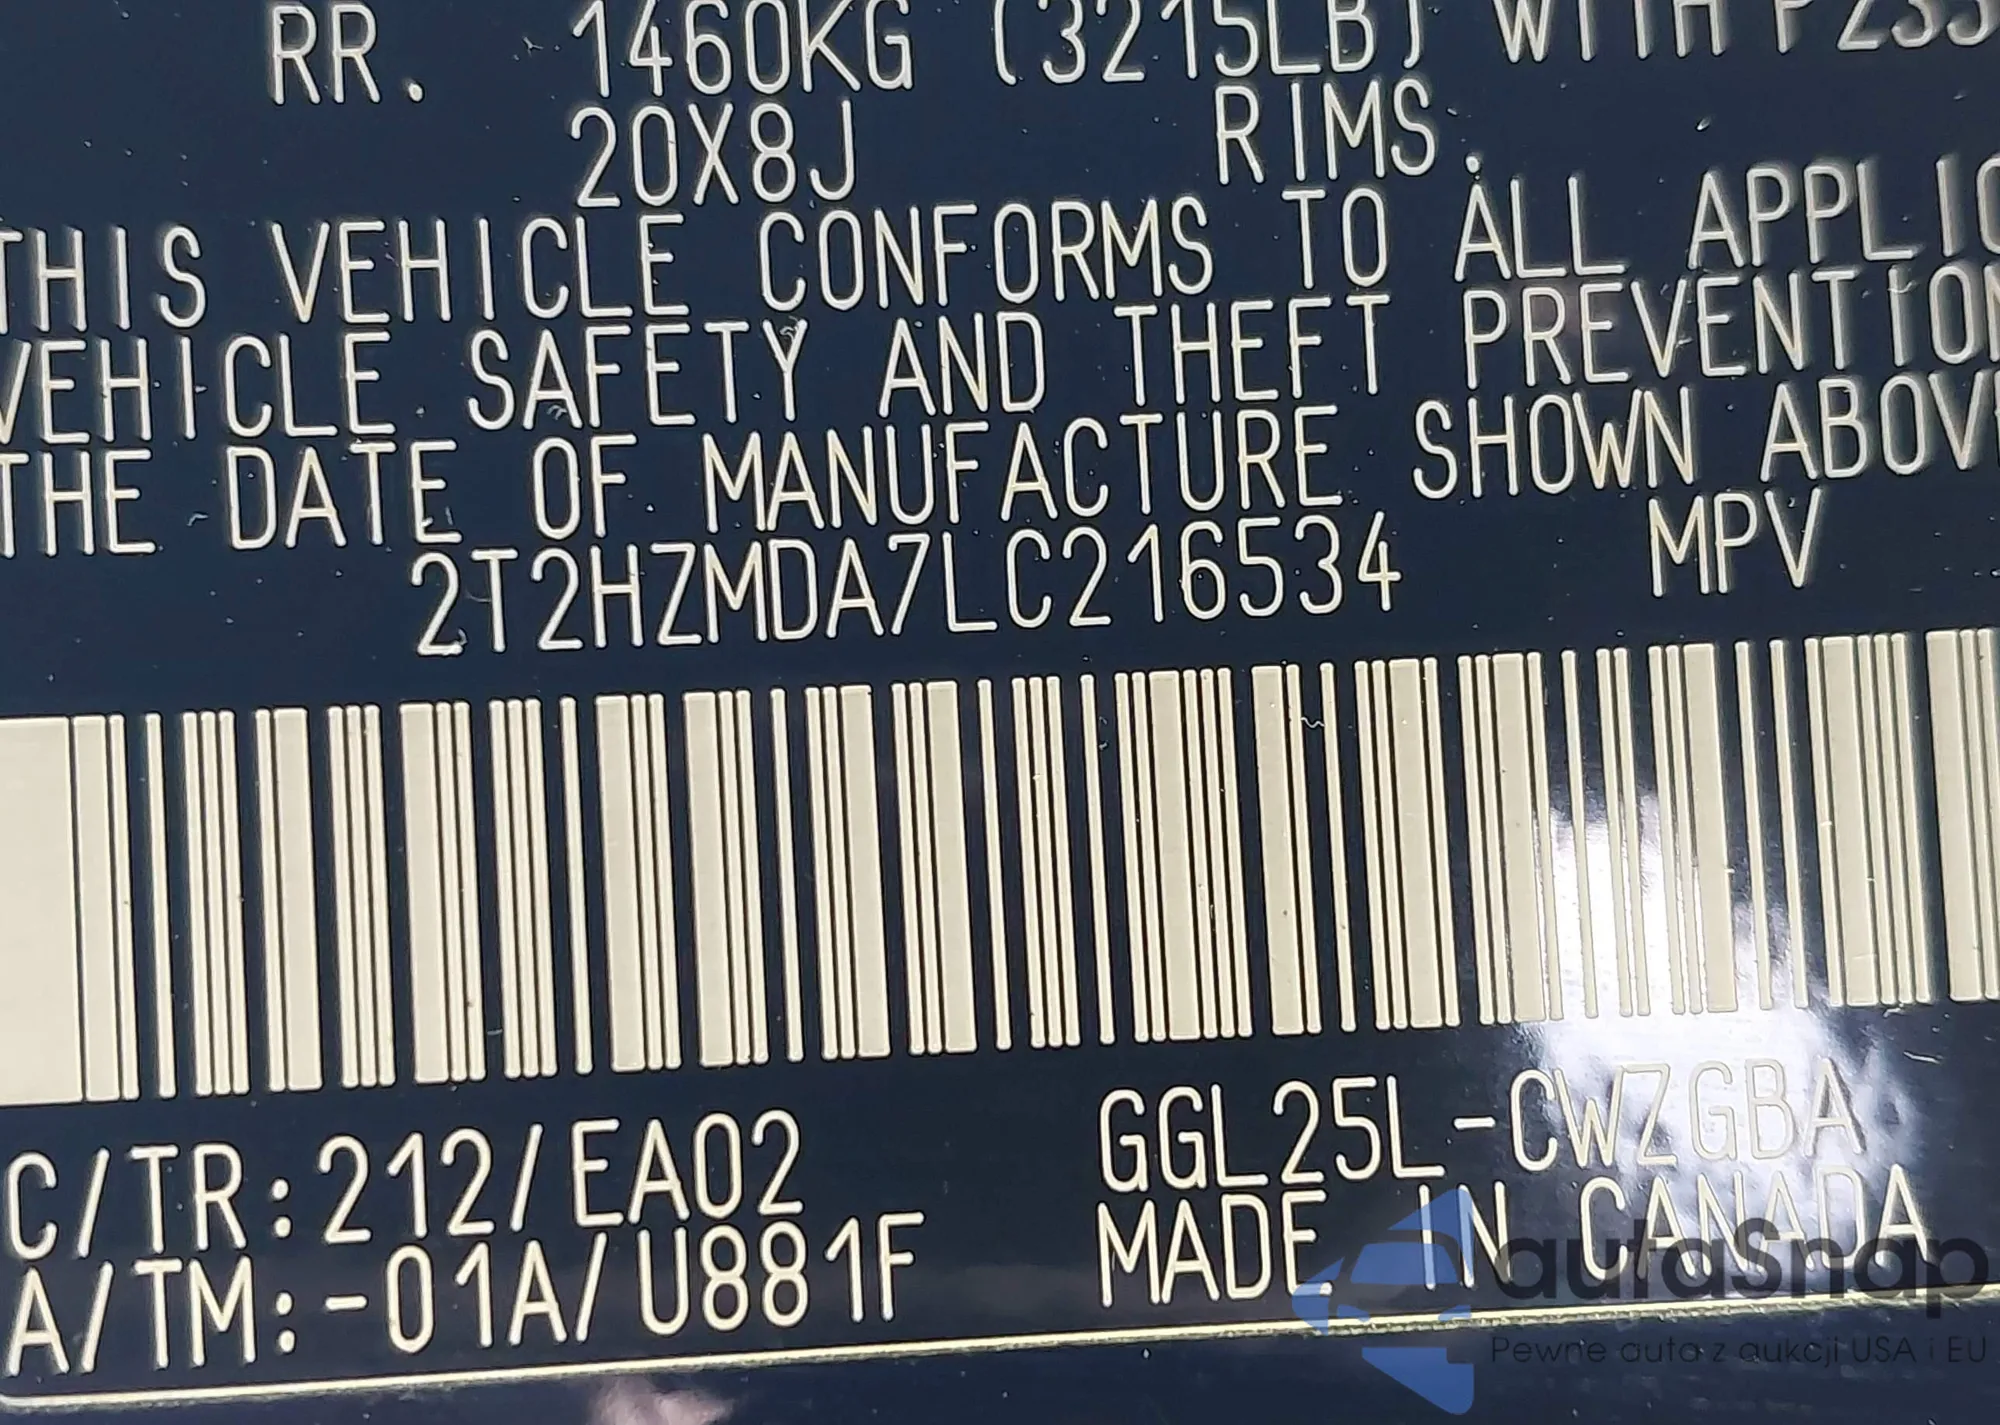 RR. 1460KG (3215LB) WITH P235
20X8J RIMS.
THIS VEHICLE CONFORMS TO ALL APPLIC
VEHICLE SAFETY AND THEFT PREVENTION
THE DATE OF MANUFACTURE SHOWN ABOVE
2T2HZMDA7LC216534 MPV
C/TR:212/EA02 GGL25L-CWZGBA
A/TM:-01A/U881F MADE IN CANADA
autaSnap
Pewne auta z aukcji USA i EU